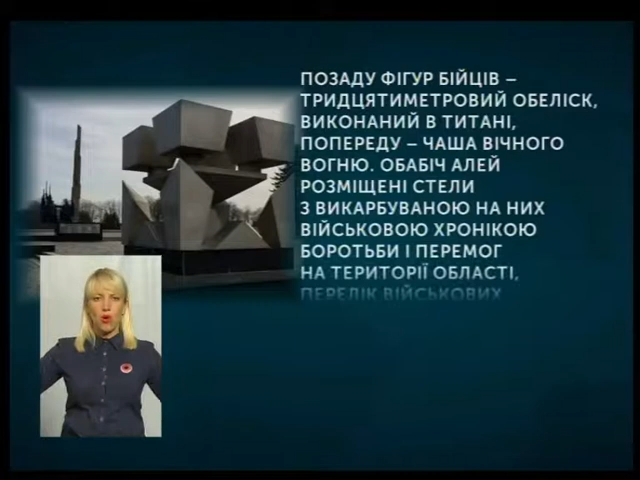 ПОЗАДУ ФІГУР БІЙЦІВ –
ТРИДЦЯТИМЕТРОВИЙ ОБЕЛІСК,
ВИКОНАНИЙ В ТИТАНІ,
ПОПЕРЕДУ – ЧАША ВІЧНОГО
ВОГНЮ. ОБАБІЧ АЛЕЙ
РОЗМІЩЕНІ СТЕЛИ
З ВИКАРБУВАНОЮ НА НИХ
ВІЙСЬКОВОЮ ХРОНІКОЮ
БОРОТЬБИ І ПЕРЕМОГ
НА ТЕРИТОРІЇ ОБЛАСТІ,
ПЕРЕЛІК ВІЙСЬКОВИХ